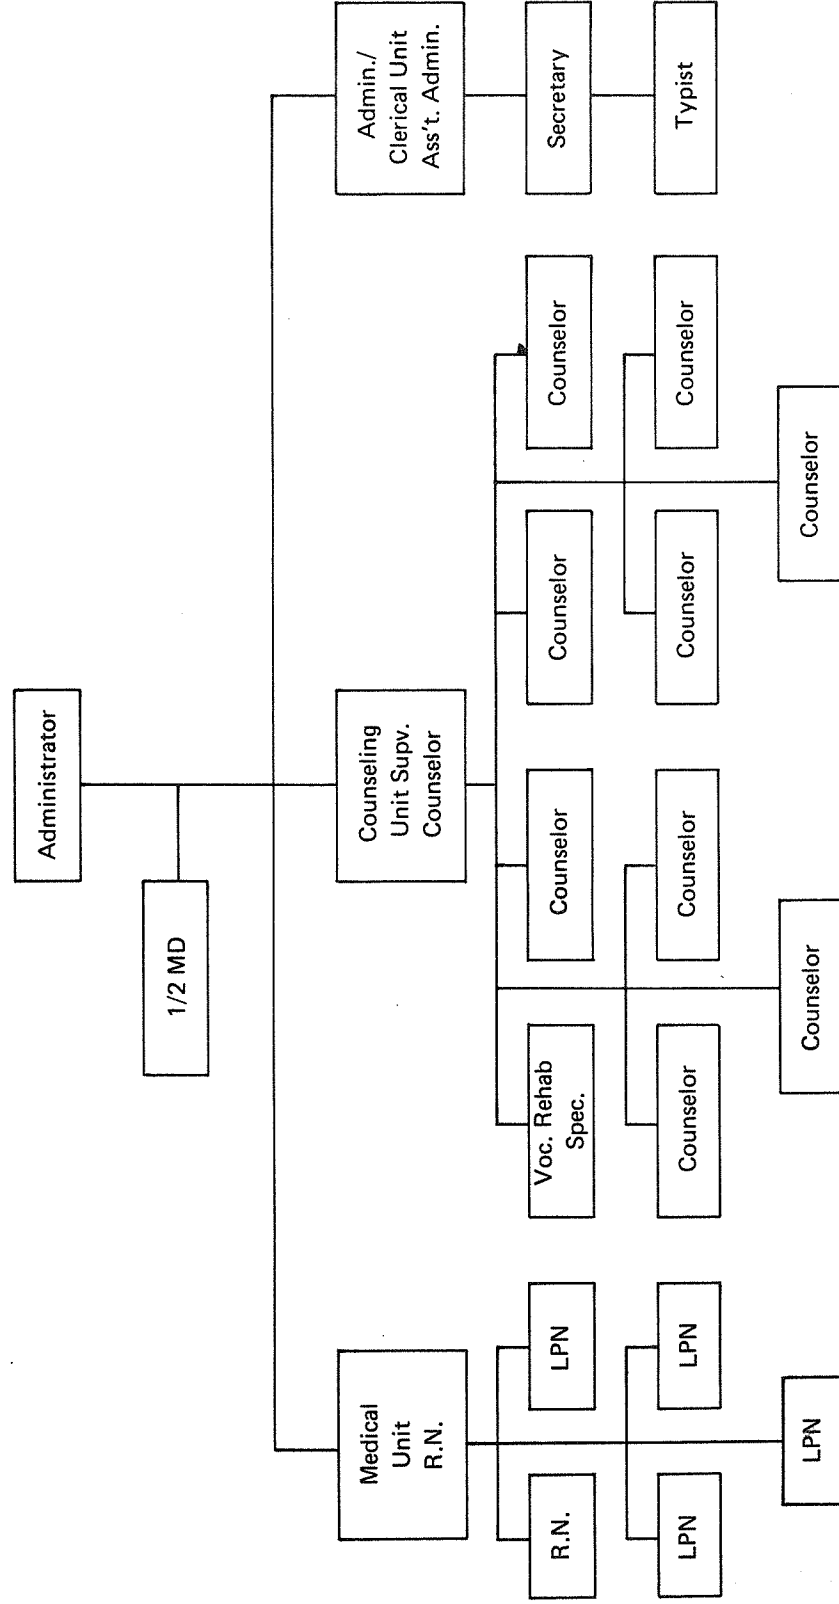 Administrator
1/2 MD
Medical
Unit
R.N.
Counseling
Unit Supv.
Counselor
Admin./
Clerical Unit
Ass't. Admin.
R.N.
LPN
Voc. Rehab
Spec.
Counselor
Counselor
Counselor
Secretary
LPN
LPN
Counselor
Counselor
Counselor
Counselor
Typist
LPN
Counselor
Counselor